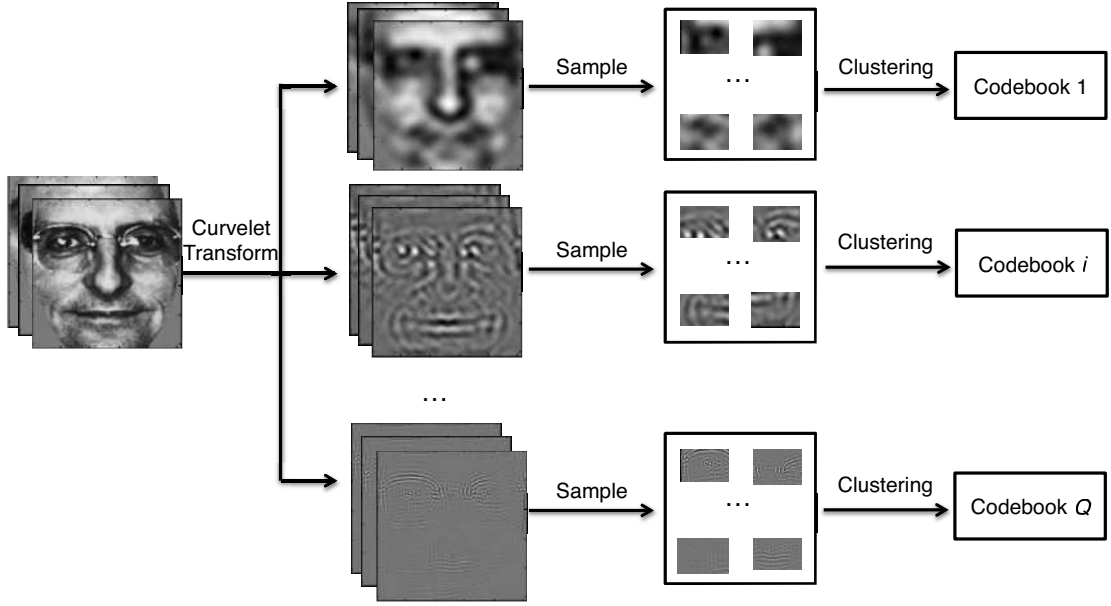 Sample
Clustering
Codebook 1
...
Curvelet
Transform
Sample
Clustering
Codebook i
...
...
Sample
Clustering
Codebook Q
...